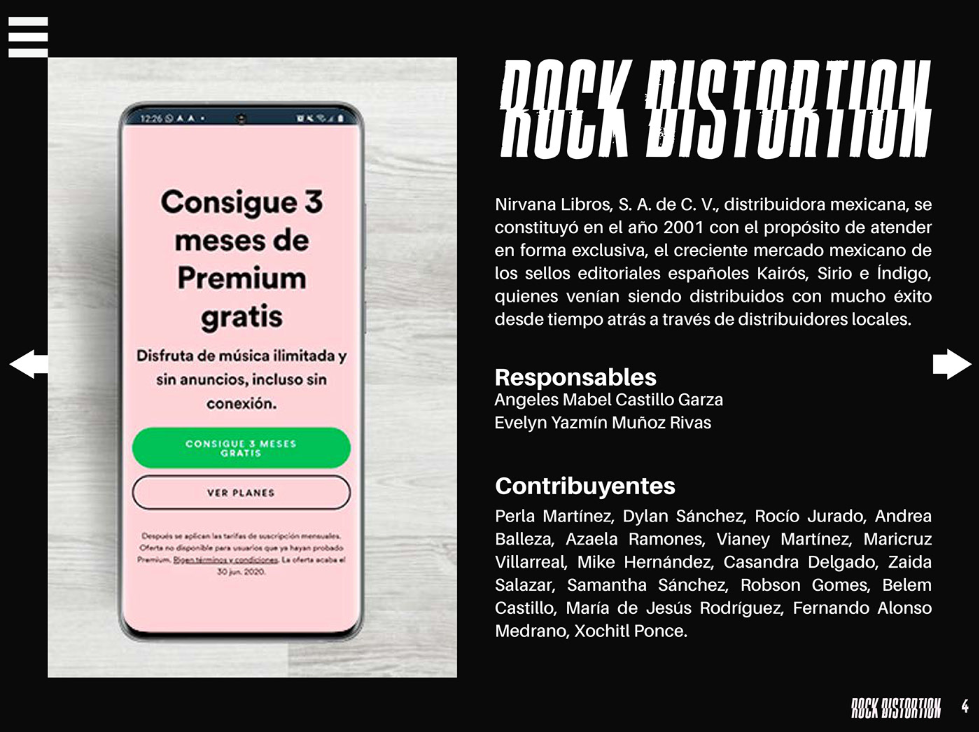 12:26
Consigue 3
meses de
Premium
gratis
Disfruta de música ilimitada y
sin anuncios, incluso sin
conexión.
CONSIGUE 3 MESES
GRATIS
VER PLANES
Después se aplican las tarifas de suscripción mensuales.
Oferta no disponible para usuarios que ya hayan probado
Premium. Rigen términos y condiciones. La oferta acaba el
30 jun. 2020.
ROCK DISTORTION
Nirvana Libros, S. A. de C. V., distribuidora mexicana, se
constituyó en el año 2001 con el propósito de atender
en forma exclusiva, el creciente mercado mexicano de
los sellos editoriales españoles Kairós, Sirio e Índigo,
quienes venían siendo distribuidos con mucho éxito
desde tiempo atrás a través de distribuidores locales.
Responsables
Angeles Mabel Castillo Garza
Evelyn Yazmín Muñoz Rivas
Contribuyentes
Perla Martínez, Dylan Sánchez, Rocío Jurado, Andrea
Balleza, Azaela Ramones, Vianey Martínez, Maricruz
Villarreal, Mike Hernández, Casandra Delgado, Zaida
Salazar, Samantha Sánchez, Robson Gomes, Belem
Castillo, María de Jesús Rodríguez, Fernando Alonso
Medrano, Xochitl Ponce.
ROCK DISTORTION 4